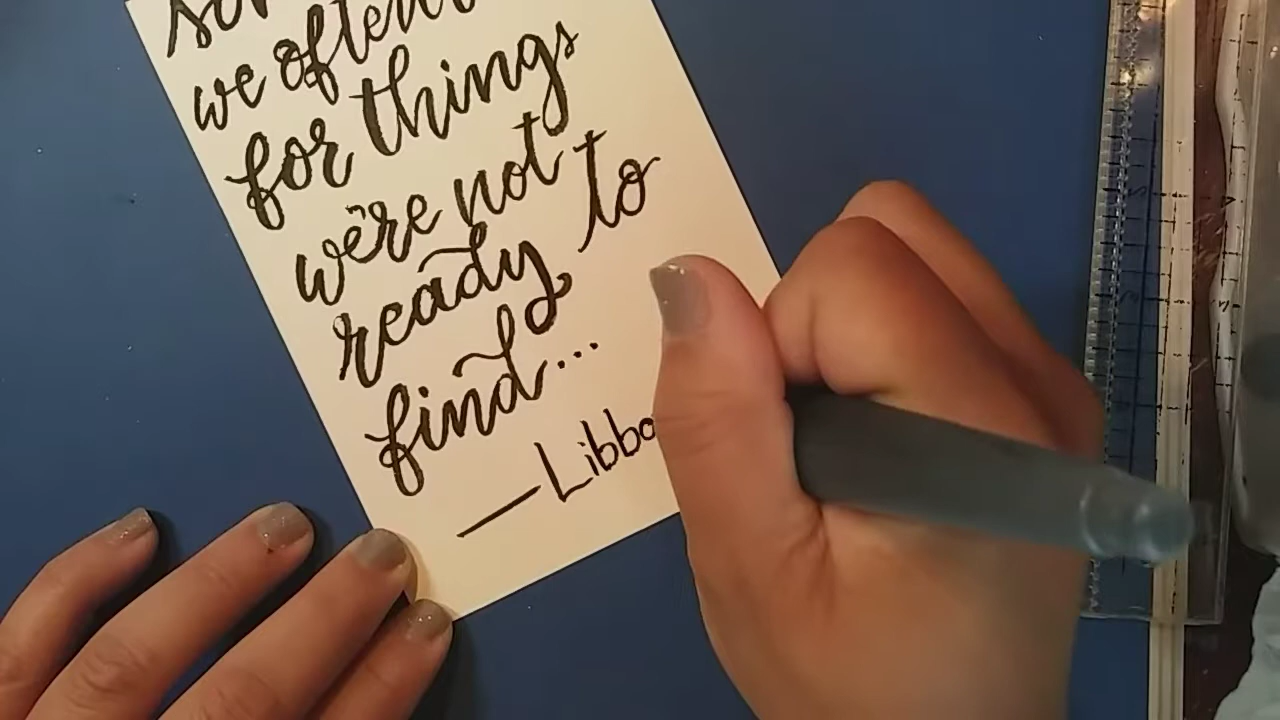 we often
for things
we're not
ready to
find...
—Libba